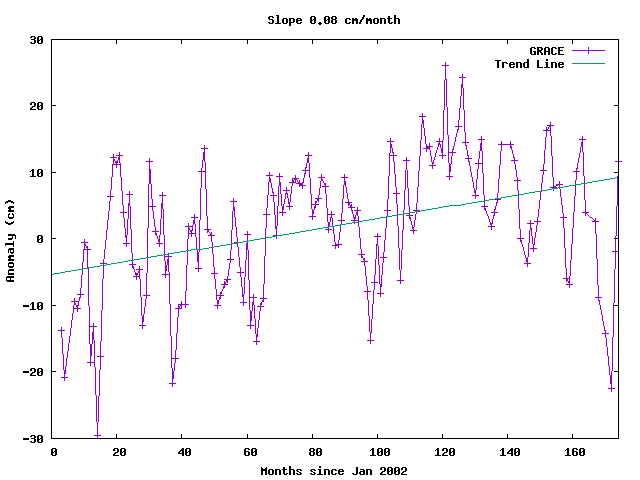 Slope 0.08 cm/month
GRACE
Trend Line
30
20
10
0
-10
-20
-30
Anomaly (cm)
0 20 40 60 80 100 120 140 160
Months since Jan 2002